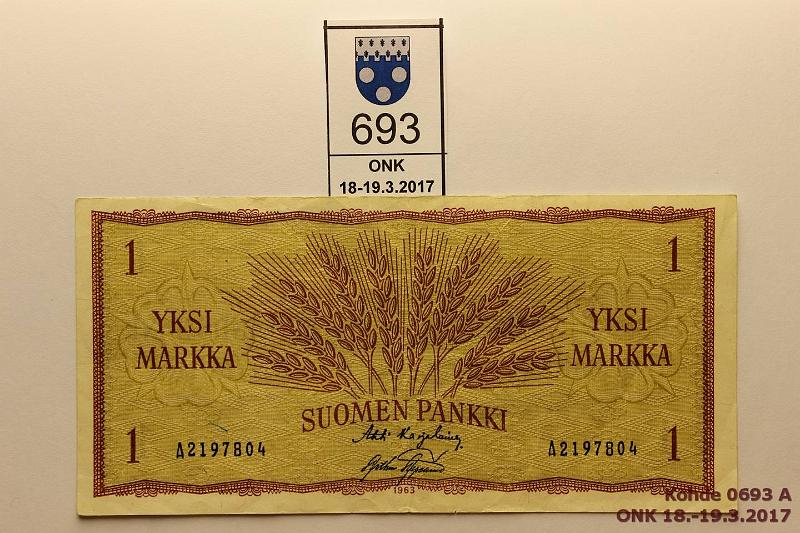 693
ONK
18-19.3.2017
1 1
YKSI MARKKA
YKSI MARKKA
SUOMEN PANKKI
1 A2197804 A2197804 1
1963
Kohde 0693 A
ONK 18.-19.3.2017